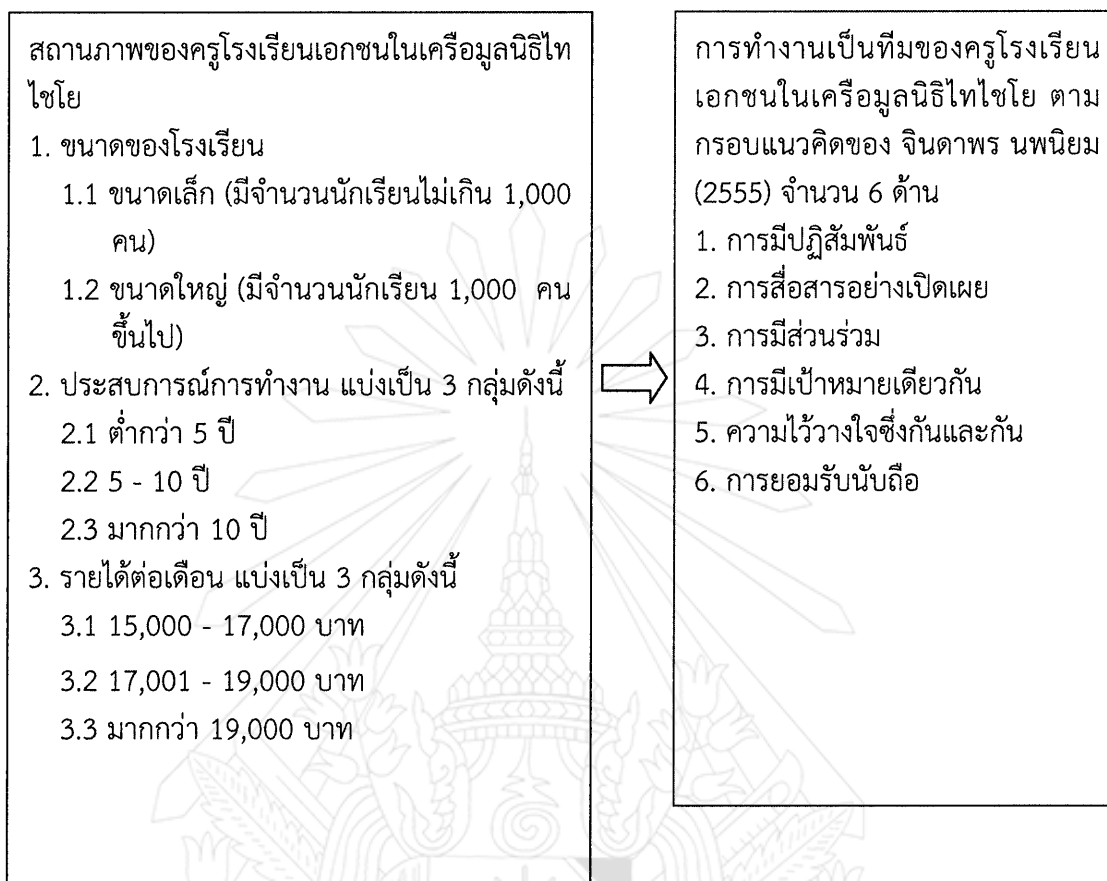 สถานภาพของครูโรงเรียนเอกชนในเครือมูลนิธิไท
ไชโย
1. ขนาดของโรงเรียน
1.1 ขนาดเล็ก (มีจำนวนนักเรียนไม่เกิน 1,000
คน)
1.2 ขนาดใหญ่ (มีจำนวนนักเรียน 1,000 คน
ขึ้นไป)
2. ประสบการณ์การทำงาน แบ่งเป็น 3 กลุ่มดังนี้
2.1 ต่ำกว่า 5 ปี
2.2 5 - 10 ปี
2.3 มากกว่า 10 ปี
3. รายได้ต่อเดือน แบ่งเป็น 3 กลุ่มดังนี้
3.1 15,000 - 17,000 บาท
3.2 17,001 - 19,000 บาท
3.3 มากกว่า 19,000 บาท
การทำงานเป็นทีมของครูโรงเรียน
เอกชนในเครือมูลนิธิไทไชโย ตาม
กรอบแนวคิดของ จินดาพร นพนิยม
(2555) จำนวน 6 ด้าน
1. การมีปฏิสัมพันธ์
2. การสื่อสารอย่างเปิดเผย
3. การมีส่วนร่วม
4. การมีเป้าหมายเดียวกัน
5. ความไว้วางใจซึ่งกันและกัน
6. การยอมรับนับถือ